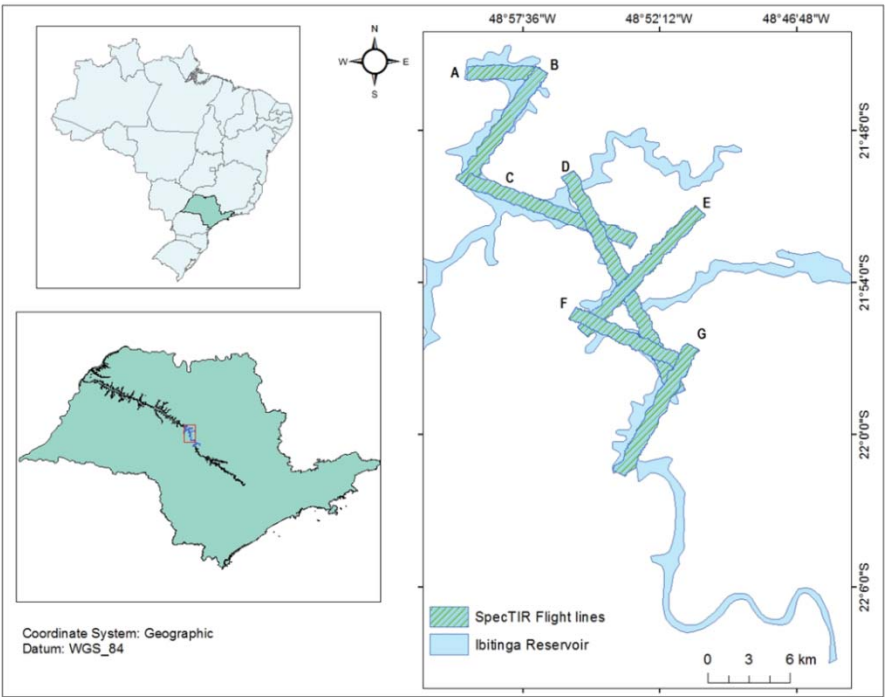 48°57'36"W 48°52'12"W 48°46'48"W
N
W E
S
A B
21°48'0"S
C D
E
21°54'0"S
F
G
22°0'0"S
22°6'0"S
SpecTIR Flight lines
Ibitinga Reservoir
Coordinate System: Geographic
Datum: WGS_84
0 3 6 km